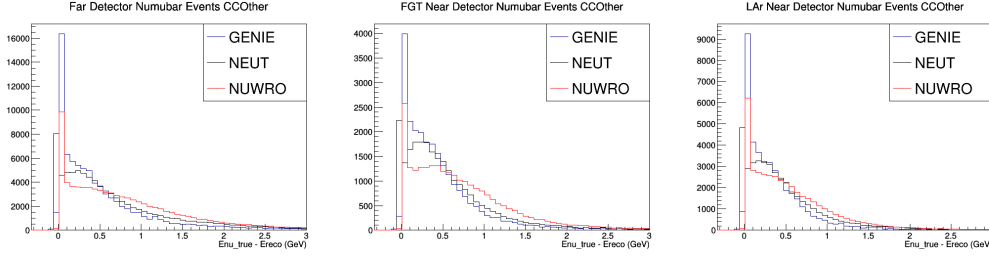 Far Detector Numubar Events CCOther
GENIE
NEUT
NUWRO
16000
14000
12000
10000
8000
6000
4000
2000
0
0 0.5 1 1.5 2 2.5 3
Enu_true - Ereco (GeV)
FGT Near Detector Numubar Events CCOther
GENIE
NEUT
NUWRO
4000
3500
3000
2500
2000
1500
1000
500
0
0 0.5 1 1.5 2 2.5 3
Enu_true - Ereco (GeV)
LAr Near Detector Numubar Events CCOther
GENIE
NEUT
NUWRO
9000
8000
7000
6000
5000
4000
3000
2000
1000
0
0 0.5 1 1.5 2 2.5
Enu_true - Ereco (GeV)